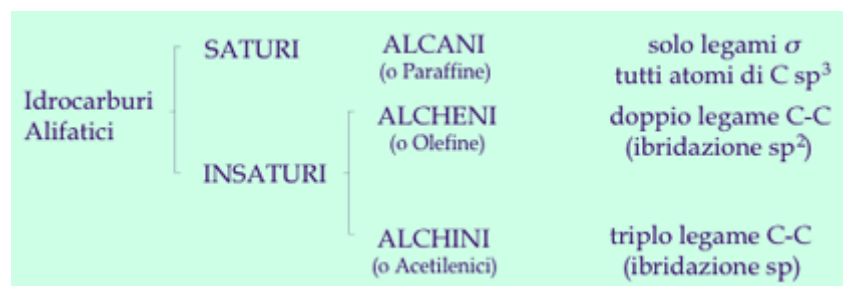 Idrocarburi
Alifatici
SATURI
ALCANI
(o Paraffine)
solo legami σ
tutti atomi di C sp³
INSATURI
ALCHENI
(o Olefine)
doppio legame C-C
(ibridazione sp²)
ALCHINI
(o Acetilenici)
triplo legame C-C
(ibridazione sp)